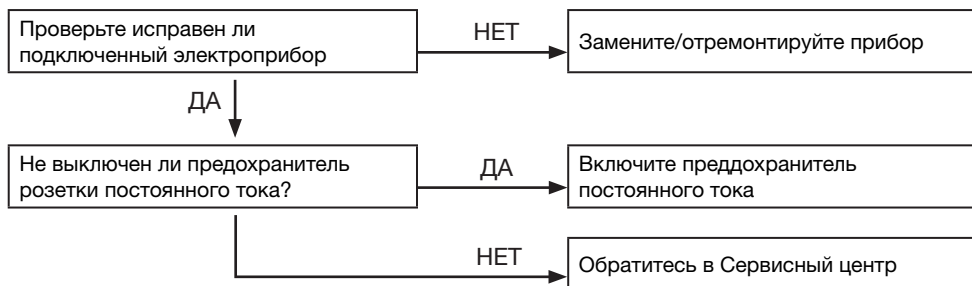 Проверьте исправен ли
подключенный электроприбор
НЕТ
Замените/отремонтируйте прибор
ДА
Не выключен ли предохранитель
розетки постоянного тока?
ДА
Включите преддохранитель
постоянного тока
НЕТ
Обратитесь в Сервисный центр